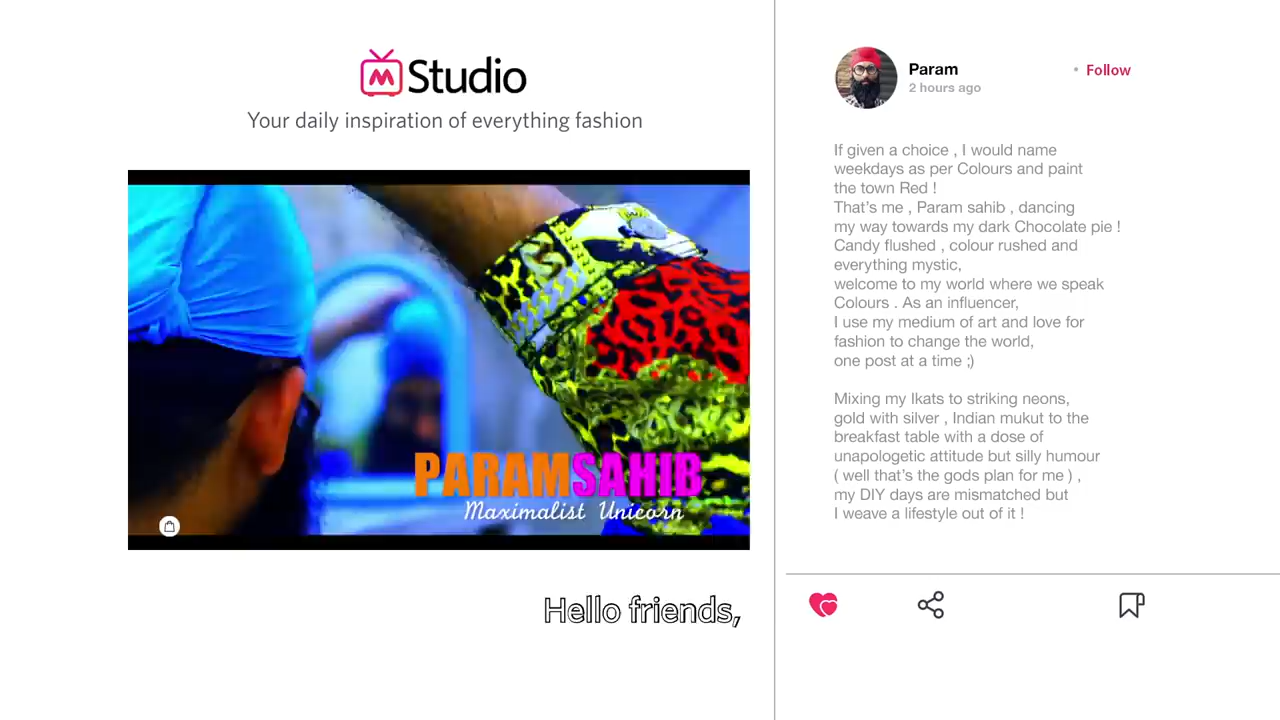 Studio
Your daily inspiration of everything fashion
PARAMSAHIB
Maximalist Unicorn
Hello friends,
Param
2 hours ago
• Follow
If given a choice , I would name
weekdays as per Colours and paint
the town Red !
That's me , Param sahib , dancing
my way towards my dark Chocolate pie !
Candy flushed , colour rushed and
everything mystic,
welcome to my world where we speak
Colours . As an influencer,
I use my medium of art and love for
fashion to change the world,
one post at a time ;)
Mixing my Ikats to striking neons,
gold with silver , Indian mukut to the
breakfast table with a dose of
unapologetic attitude but silly humour
( well that's the gods plan for me ) ,
my DIY days are mismatched but
I weave a lifestyle out of it !